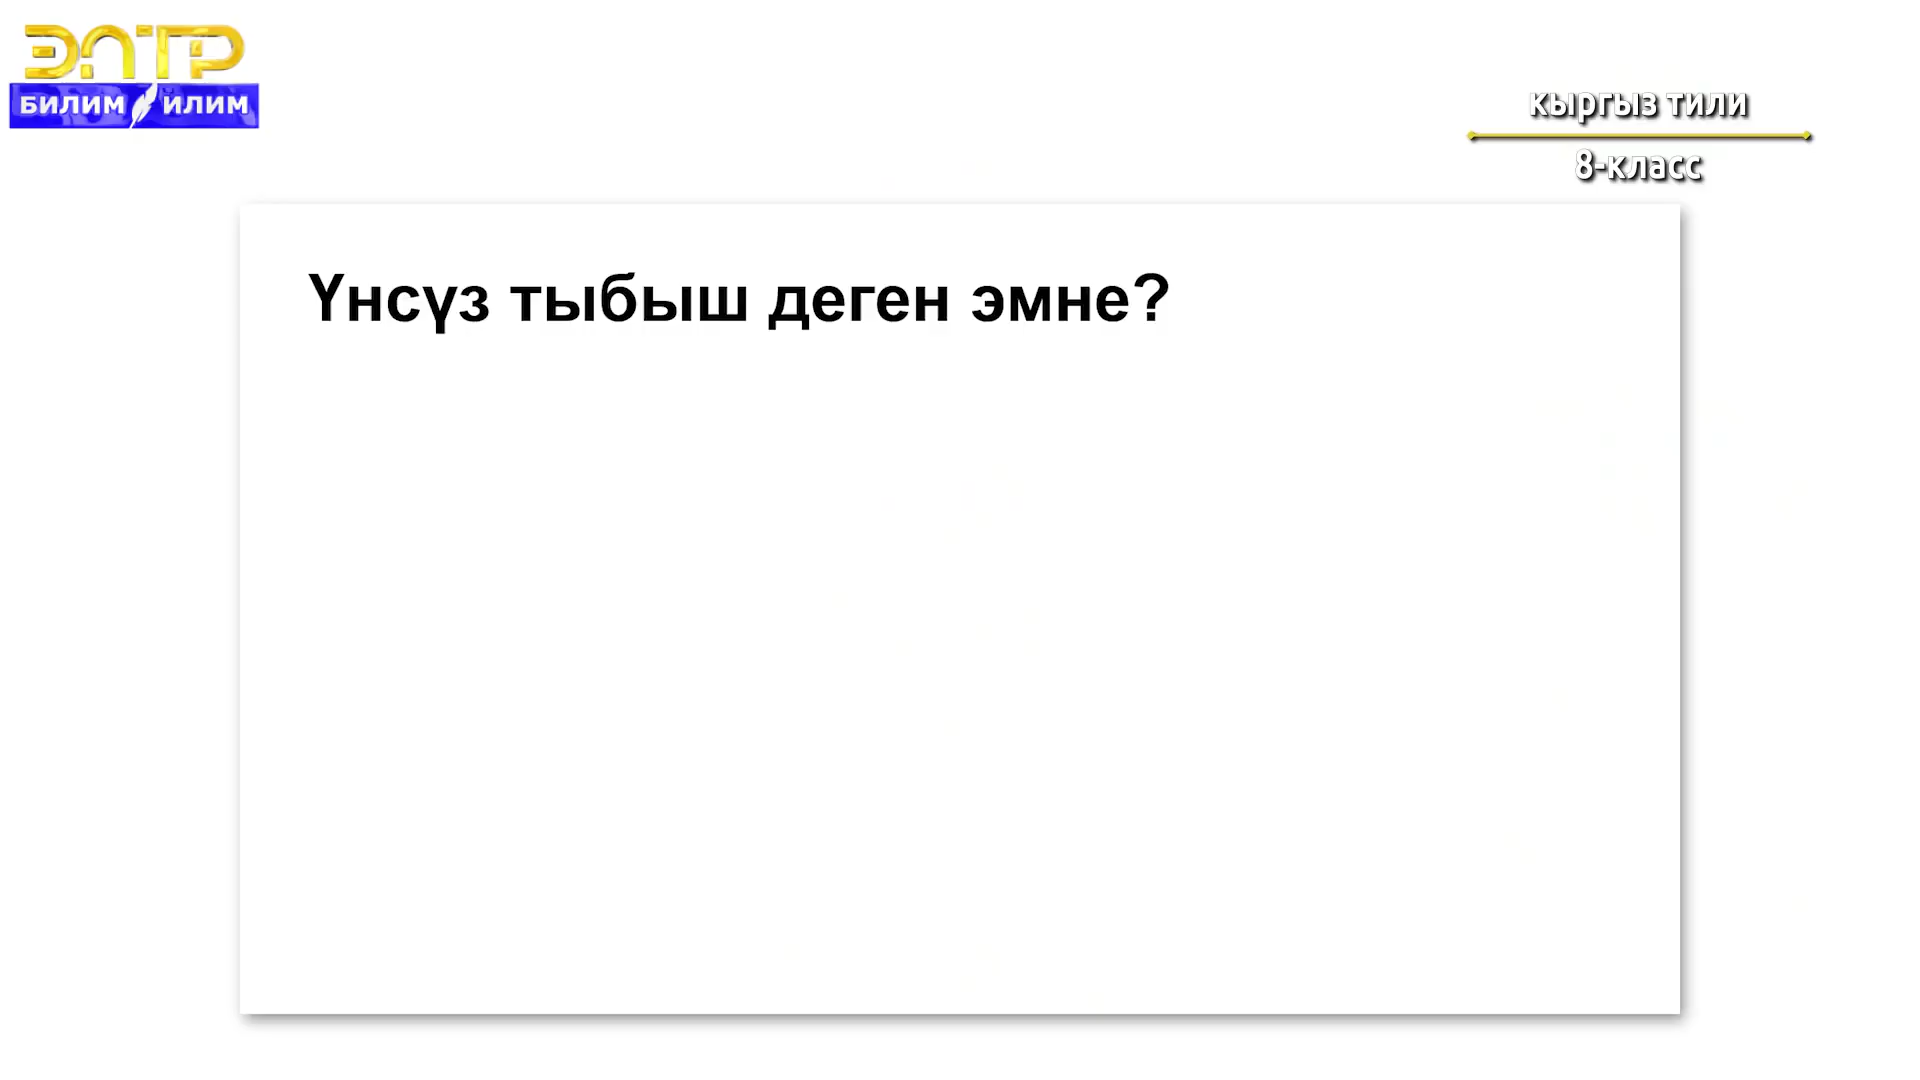 ЭЛТР
БИЛИМ ИЛИМ
кыргыз тили
8-класс
Үнсүз тыбыш деген эмне?